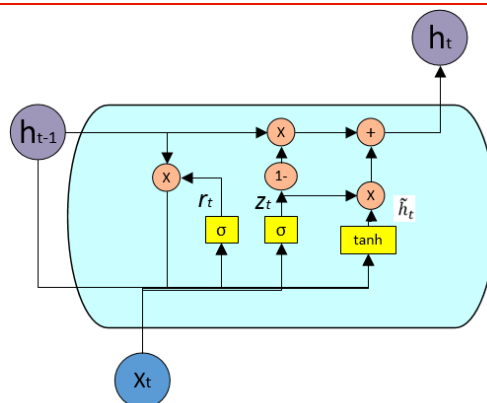 hₜ
hₜ₋₁
X
+
X
1-
X
rₜ
zₜ
h̃ₜ
σ
σ
tanh
Xₜ